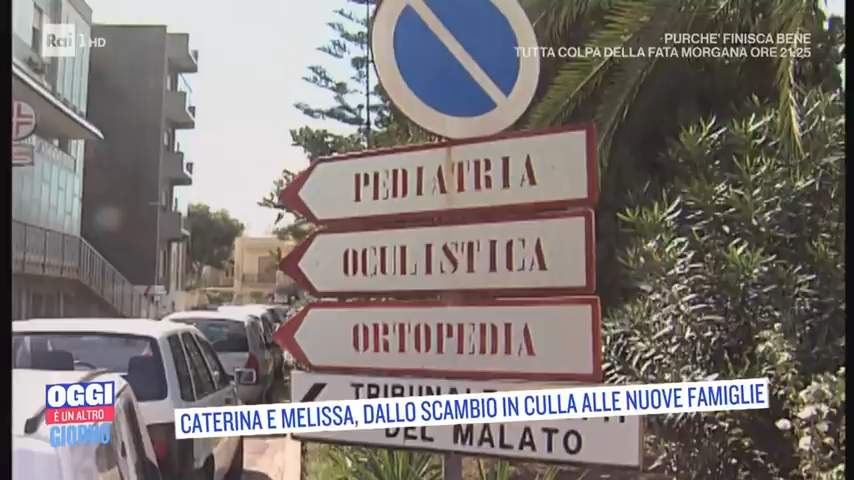 Rai 1 HD
PURCHE' FINISCA BENE
TUTTA COLPA DELLA FATA MORGANA ORE 21:25
PEDIATRIA
OCULISTICA
ORTOPEDIA
TRIBUNALE
DEL MALATO
OGGI
È UN ALTRO
GIORNO
CATERINA E MELISSA, DALLO SCAMBIO IN CULLA ALLE NUOVE FAMIGLIE